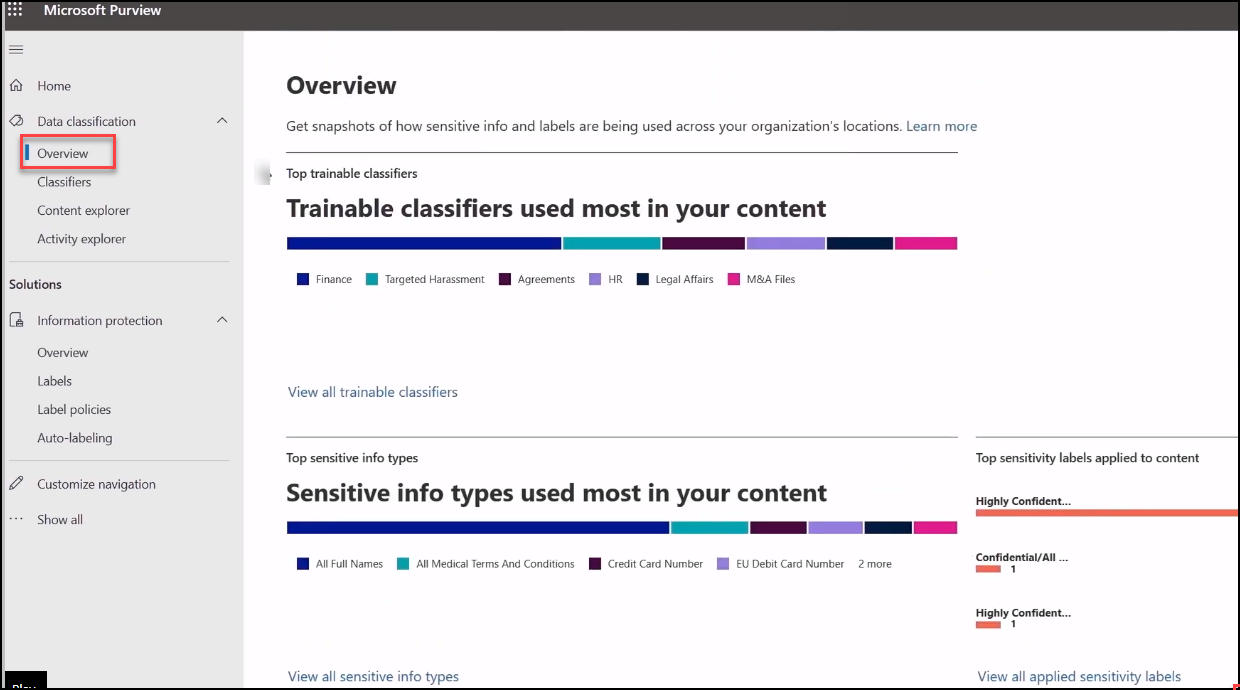 Microsoft Purview
Home
Data classification
Overview
Classifiers
Content explorer
Activity explorer
Solutions
Information protection
Overview
Labels
Label policies
Auto-labeling
Customize navigation
Show all
Overview
Get snapshots of how sensitive info and labels are being used across your organization's locations. Learn more
Top trainable classifiers
Trainable classifiers used most in your content
Finance Targeted Harassment Agreements HR Legal Affairs M&A Files
View all trainable classifiers
Top sensitive info types
Sensitive info types used most in your content
All Full Names All Medical Terms And Conditions Credit Card Number EU Debit Card Number 2 more
View all sensitive info types
Top sensitivity labels applied to content
Highly Confident...
Confidential/All ...
1
Highly Confident...
1
View all applied sensitivity labels